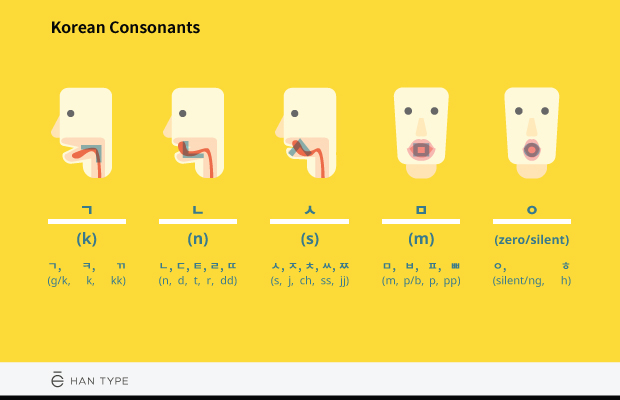 Korean Consonants
ㄱ ㄴ ㅅ ㅁ ㅇ
(k) (n) (s) (m) (zero/silent)
ㄱ, ㅋ, ㄲ ㄴ, ㄷ, ㅌ, ㄹ, ㄸ ㅅ, ㅈ, ㅊ, ㅆ, ㅉ ㅁ, ㅂ, ㅍ, ㅃ ㅇ, ㅎ
(g/k, k, kk) (n, d, t, r, dd) (s, j, ch, ss, jj) (m, p/b, p, pp) (silent/ng, h)
HAN TYPE